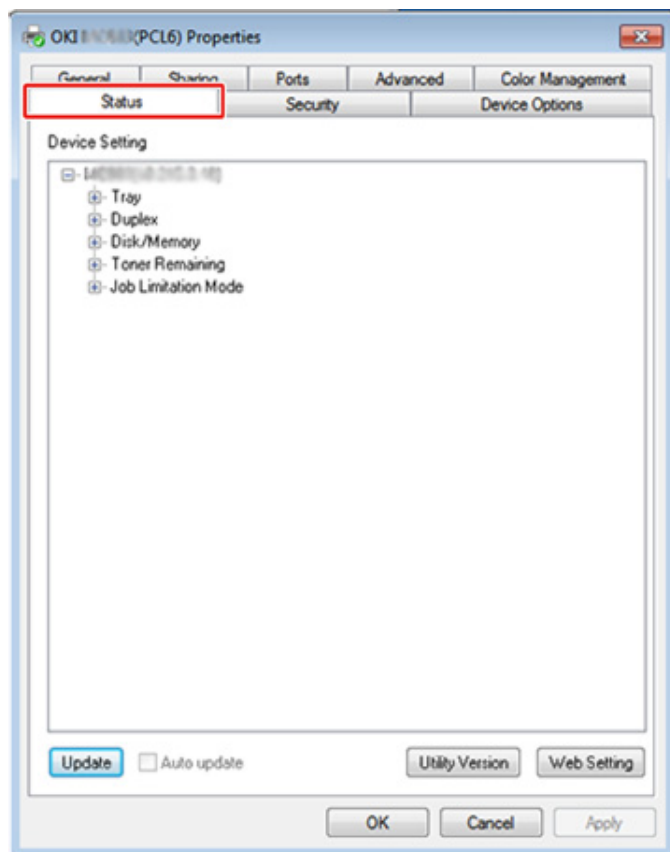 OKI (PCL6) Properties
General Sharing Ports Advanced Color Management
Status Security Device Options
Device Setting
Tray
Duplex
Disk/Memory
Toner Remaining
Job Limitation Mode
Update Auto update Utility Version Web Setting
OK Cancel Apply